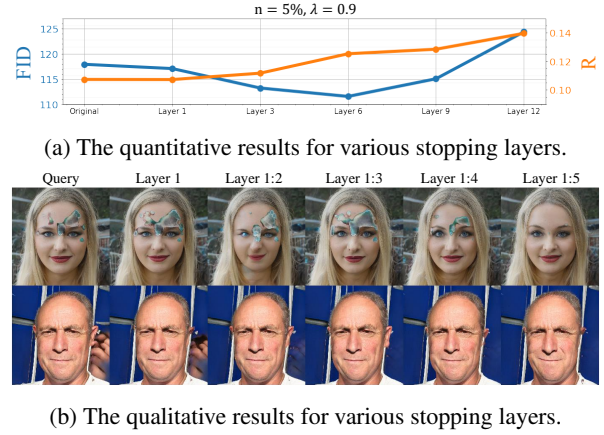 n = 5%, λ = 0.9
125
120
115
110
FID
0.14
0.12
0.10
R
Original Layer 1 Layer 3 Layer 6 Layer 9 Layer 12
(a) The quantitative results for various stopping layers.
Query Layer 1 Layer 1:2 Layer 1:3 Layer 1:4 Layer 1:5
(b) The qualitative results for various stopping layers.